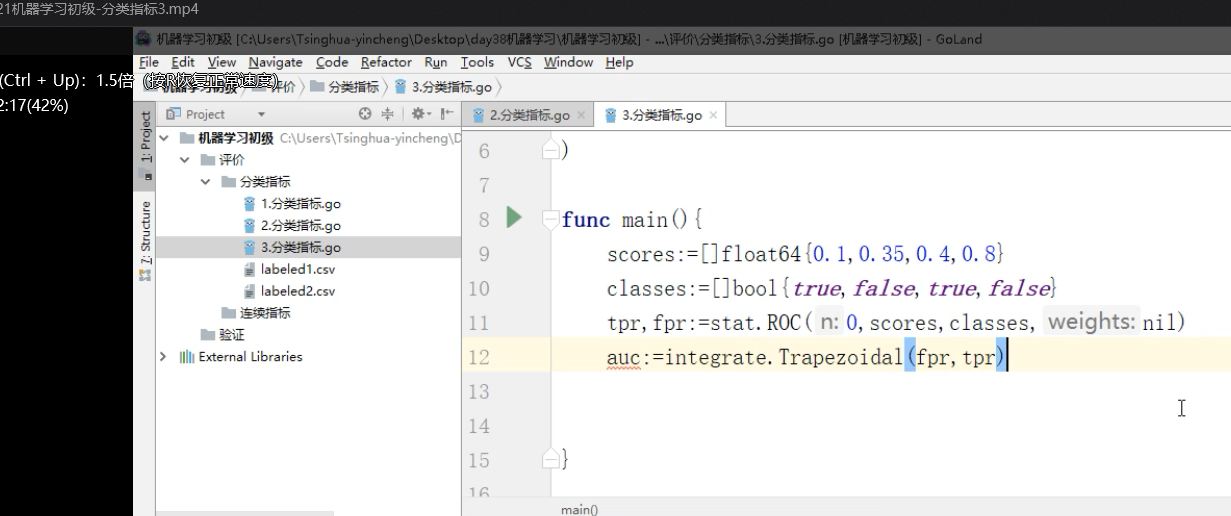 21机器学习初级-分类指标3.mp4
机器学习初级 [C:\Users\Tsinghua-yincheng\Desktop\day38机器学习\机器学习初级] - ...\评价\分类指标\3.分类指标.go [机器学习初级] - GoLand
File Edit View Navigate Code Refactor Run Tools VCS Window Help
(Ctrl + Up)：1.5倍 (按R恢复正常速度)
机器学习初级 评价 分类指标 3.分类指标.go
2:17(42%)
Project
2.分类指标.go
3.分类指标.go
1: Project
7: Structure
机器学习初级 C:\Users\Tsinghua-yincheng\D
评价
分类指标
1.分类指标.go
2.分类指标.go
3.分类指标.go
labeled1.csv
labeled2.csv
连续指标
验证
External Libraries
6 )
7
8 func main(){
9 scores:=[]float64{0.1,0.35,0.4,0.8}
10 classes:=[]bool{true,false,true,false}
11 tpr,fpr:=stat.ROC( n: 0,scores,classes, weights: nil)
12 auc:=integrate.Trapezoidal(fpr,tpr)
13
14
15 }
16
main()